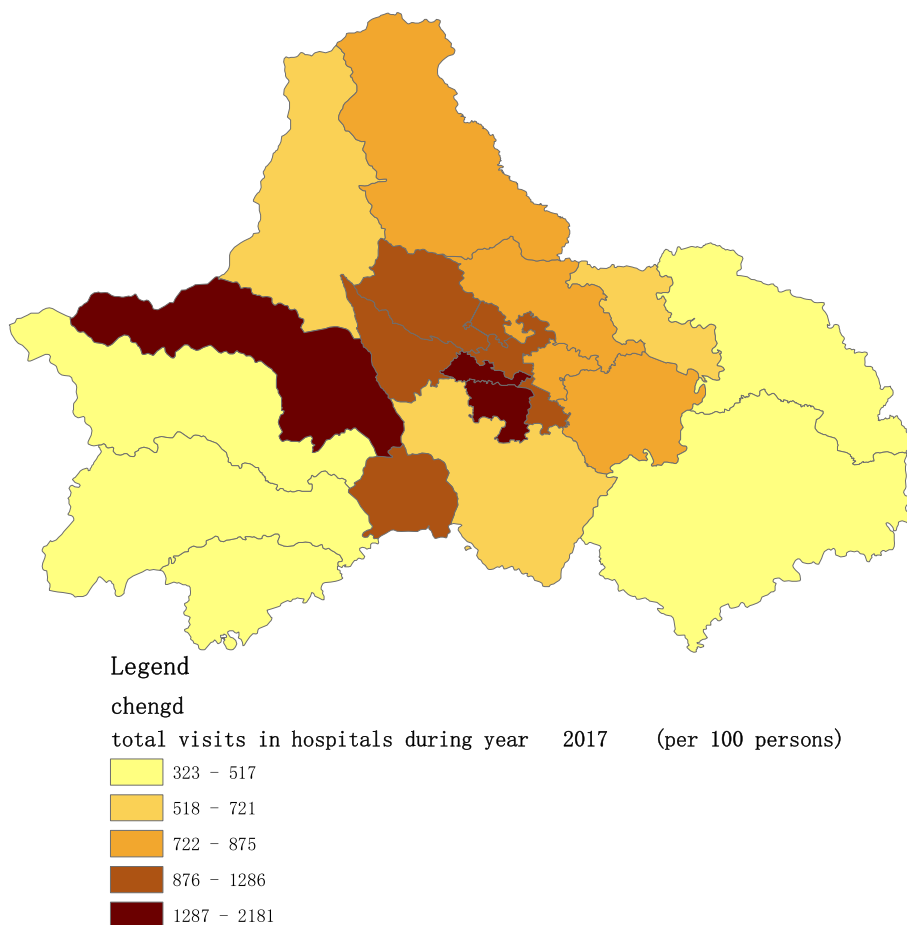 Legend
chengd
total visits in hospitals during year 2017 (per 100 persons)
323 - 517
518 - 721
722 - 875
876 - 1286
1287 - 2181